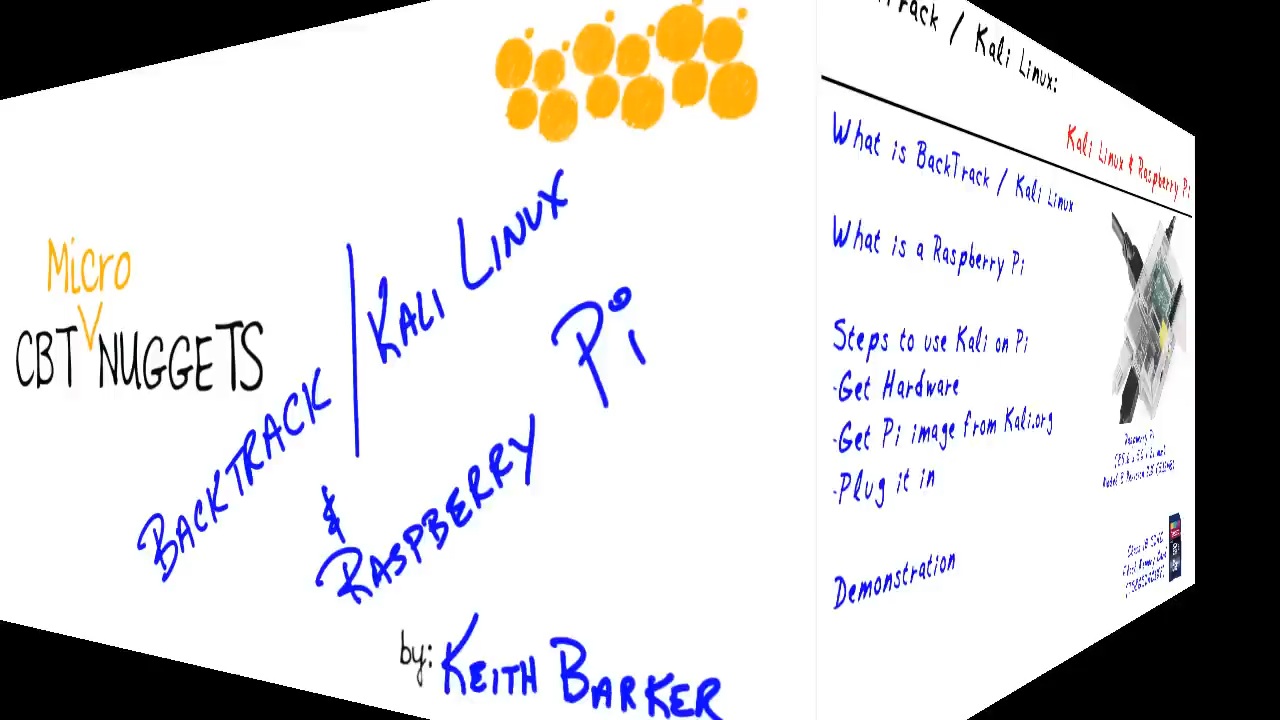 Micro
CBT NUGGETS
BACKTRACK / KALI LINUX
&
RASPBERRY Pi
by: KEITH BARKER
Track / Kali Linux:
Kali Linux & Raspberry Pi
What is BackTrack / Kali Linux
What is a Raspberry Pi
Steps to use Kali on Pi
-Get Hardware
-Get Pi image from Kali.org
-Plug it in
Demonstration
Raspberry Pi